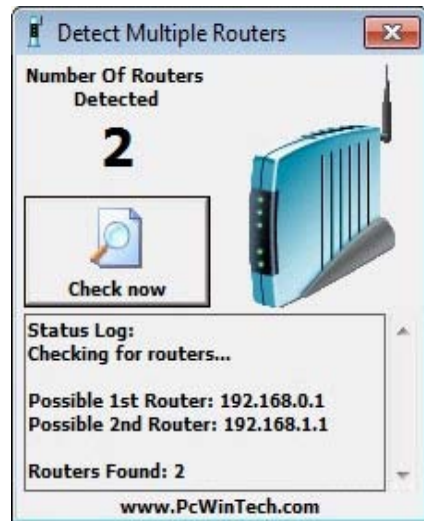 Detect Multiple Routers
Number Of Routers
Detected
2
Check now
Status Log:
Checking for routers...
Possible 1st Router: 192.168.0.1
Possible 2nd Router: 192.168.1.1
Routers Found: 2
www.PcWinTech.com